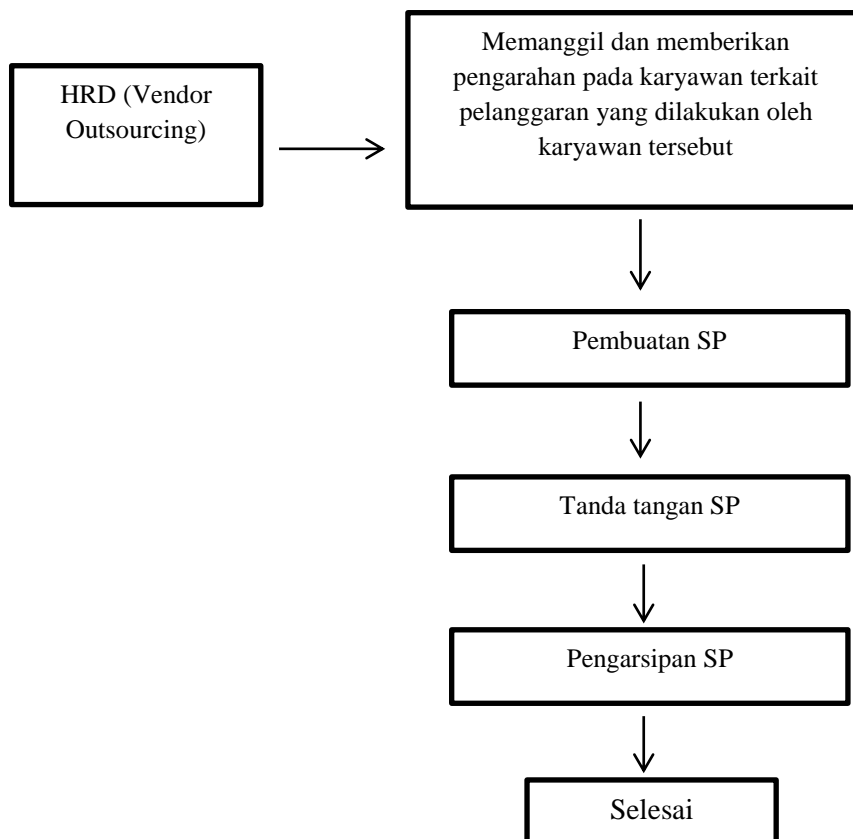 HRD (Vendor
Outsourcing)
Memanggil dan memberikan
pengarahan pada karyawan terkait
pelanggaran yang dilakukan oleh
karyawan tersebut
Pembuatan SP
Tanda tangan SP
Pengarsipan SP
Selesai